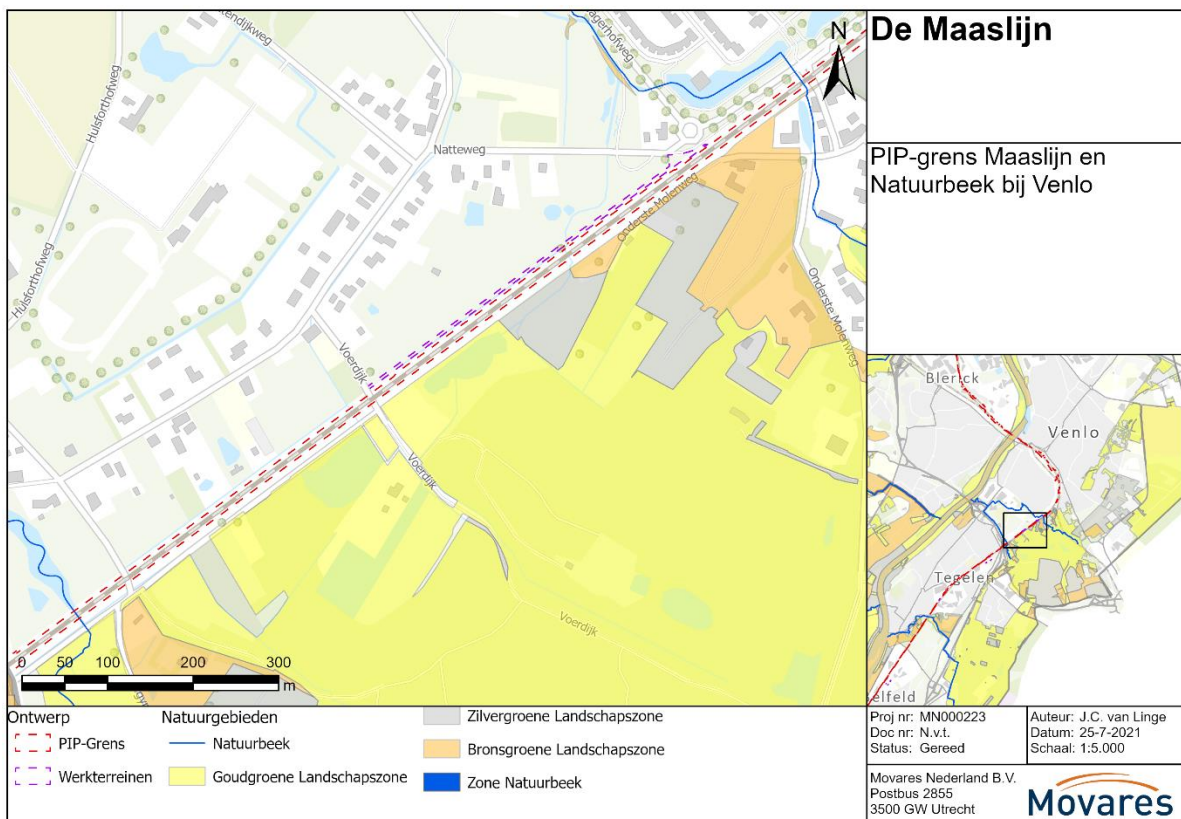 De Maaslijn
PIP-grens Maaslijn en
Natuurbeek bij Venlo
N
Hulsforthofweg
Natteweg
Hulsforthofweg
Onderste Molenweg
Onderste Molenweg
Voerdijk
Voerdijk
Voerdijk
0 50 100 200 300
m
Blerick
Venlo
Tegelen
Ontwerp
PIP-Grens
Werkterreinen
Natuurgebieden
Natuurbeek
Goudgroene Landschapszone
Zilvergroene Landschapszone
Bronsgroene Landschapszone
Zone Natuurbeek
Proj nr: MN000223
Doc nr: N.v.t.
Status: Gereed
Auteur: J.C. van Linge
Datum: 25-7-2021
Schaal: 1:5.000
Movares Nederland B.V.
Postbus 2855
3500 GW Utrecht
Movares